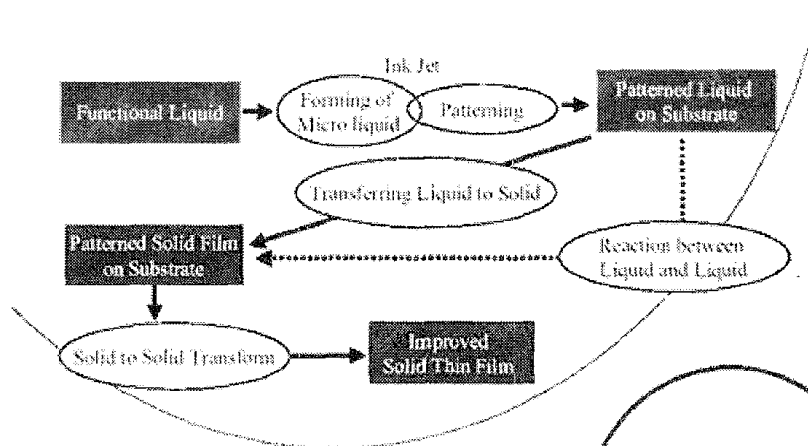 Ink Jet
Functional Liquid
Forming of
Micro liquid
Patterning
Patterned Liquid
on Substrate
Transferring Liquid to Solid
Patterned Solid Film
on Substrate
Reaction between
Liquid and Liquid
Solid to Solid Transform
Improved
Solid Thin Film